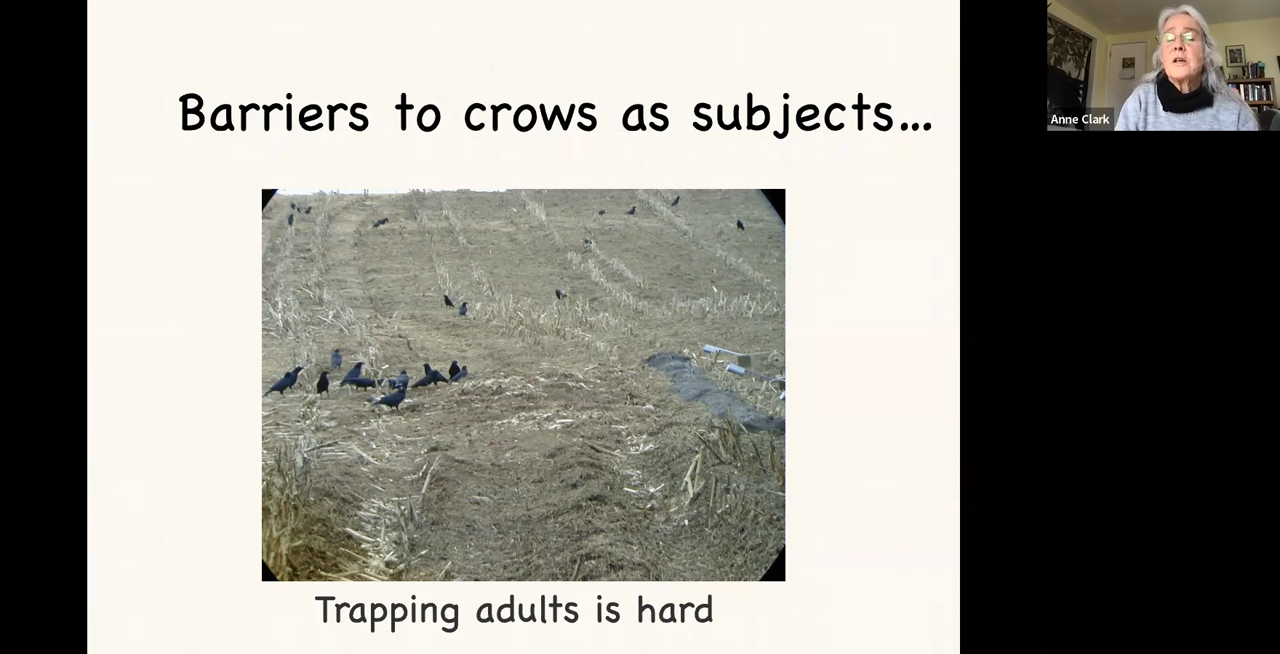 Barriers to crows as subjects...
Anne Clark
Trapping adults is hard